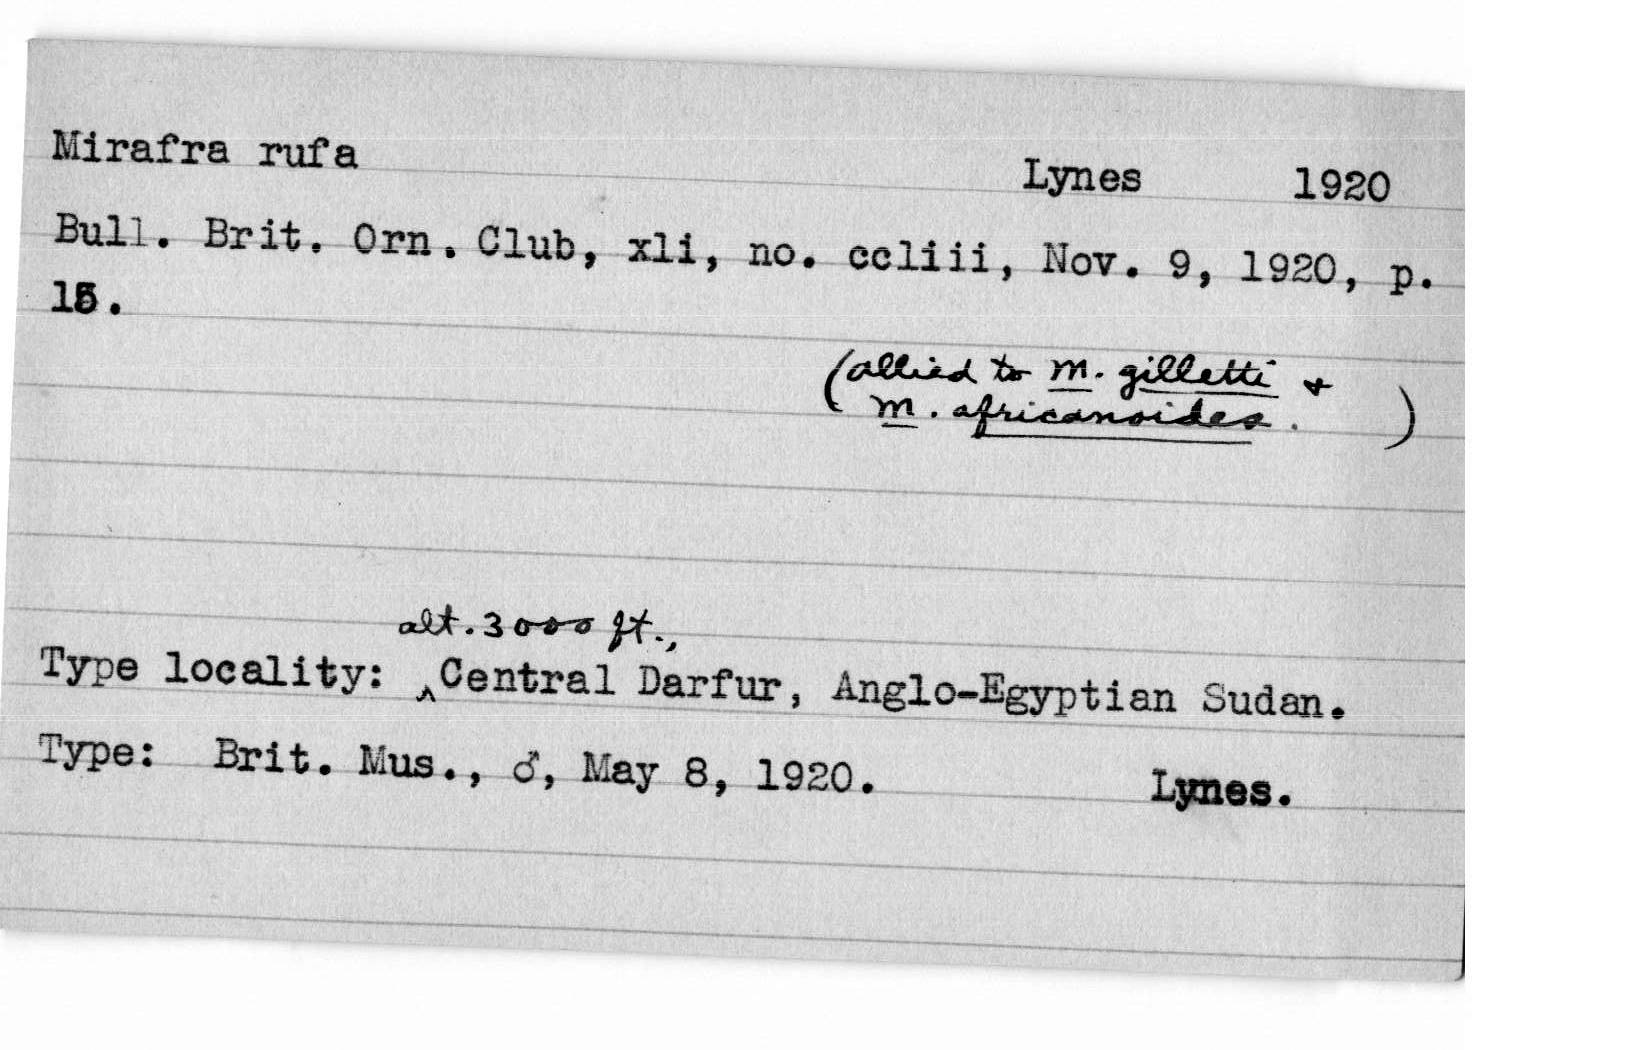 Mirafra rufa Lynes 1920
Bull. Brit. Orn. Club, xli, no. ccliii, Nov. 9, 1920, p.
15.
(allied to M. gilletti +
M. africanoides. )
alt. 3000 ft.,
Type locality: ^Central Darfur, Anglo-Egyptian Sudan.
Type: Brit. Mus., ♂, May 8, 1920. Lynes.